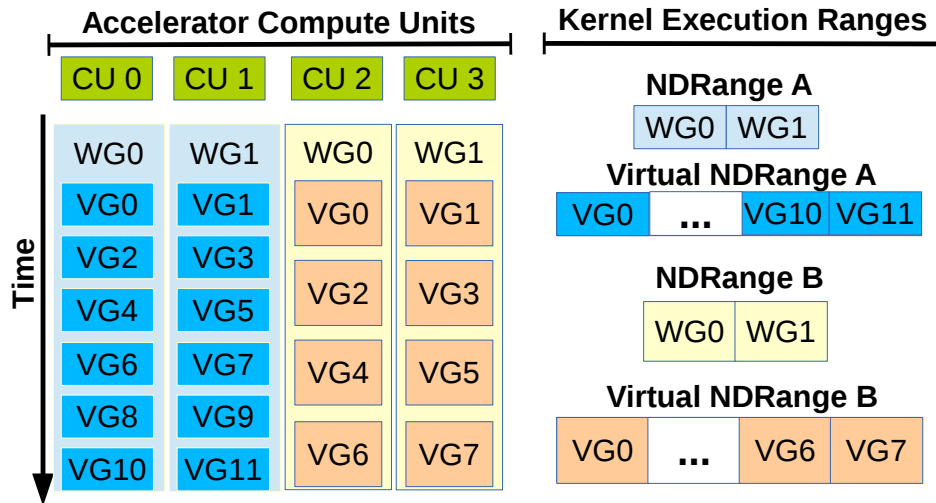 Accelerator Compute Units
CU 0 CU 1 CU 2 CU 3
Time
WG0 WG1 WG0 WG1
VG0 VG1 VG0 VG1
VG2 VG3 VG2 VG3
VG4 VG5 VG4 VG5
VG6 VG7 VG6 VG7
VG8 VG9
VG10 VG11
Kernel Execution Ranges
NDRange A
WG0 WG1
Virtual NDRange A
VG0 ... VG10 VG11
NDRange B
WG0 WG1
Virtual NDRange B
VG0 ... VG6 VG7